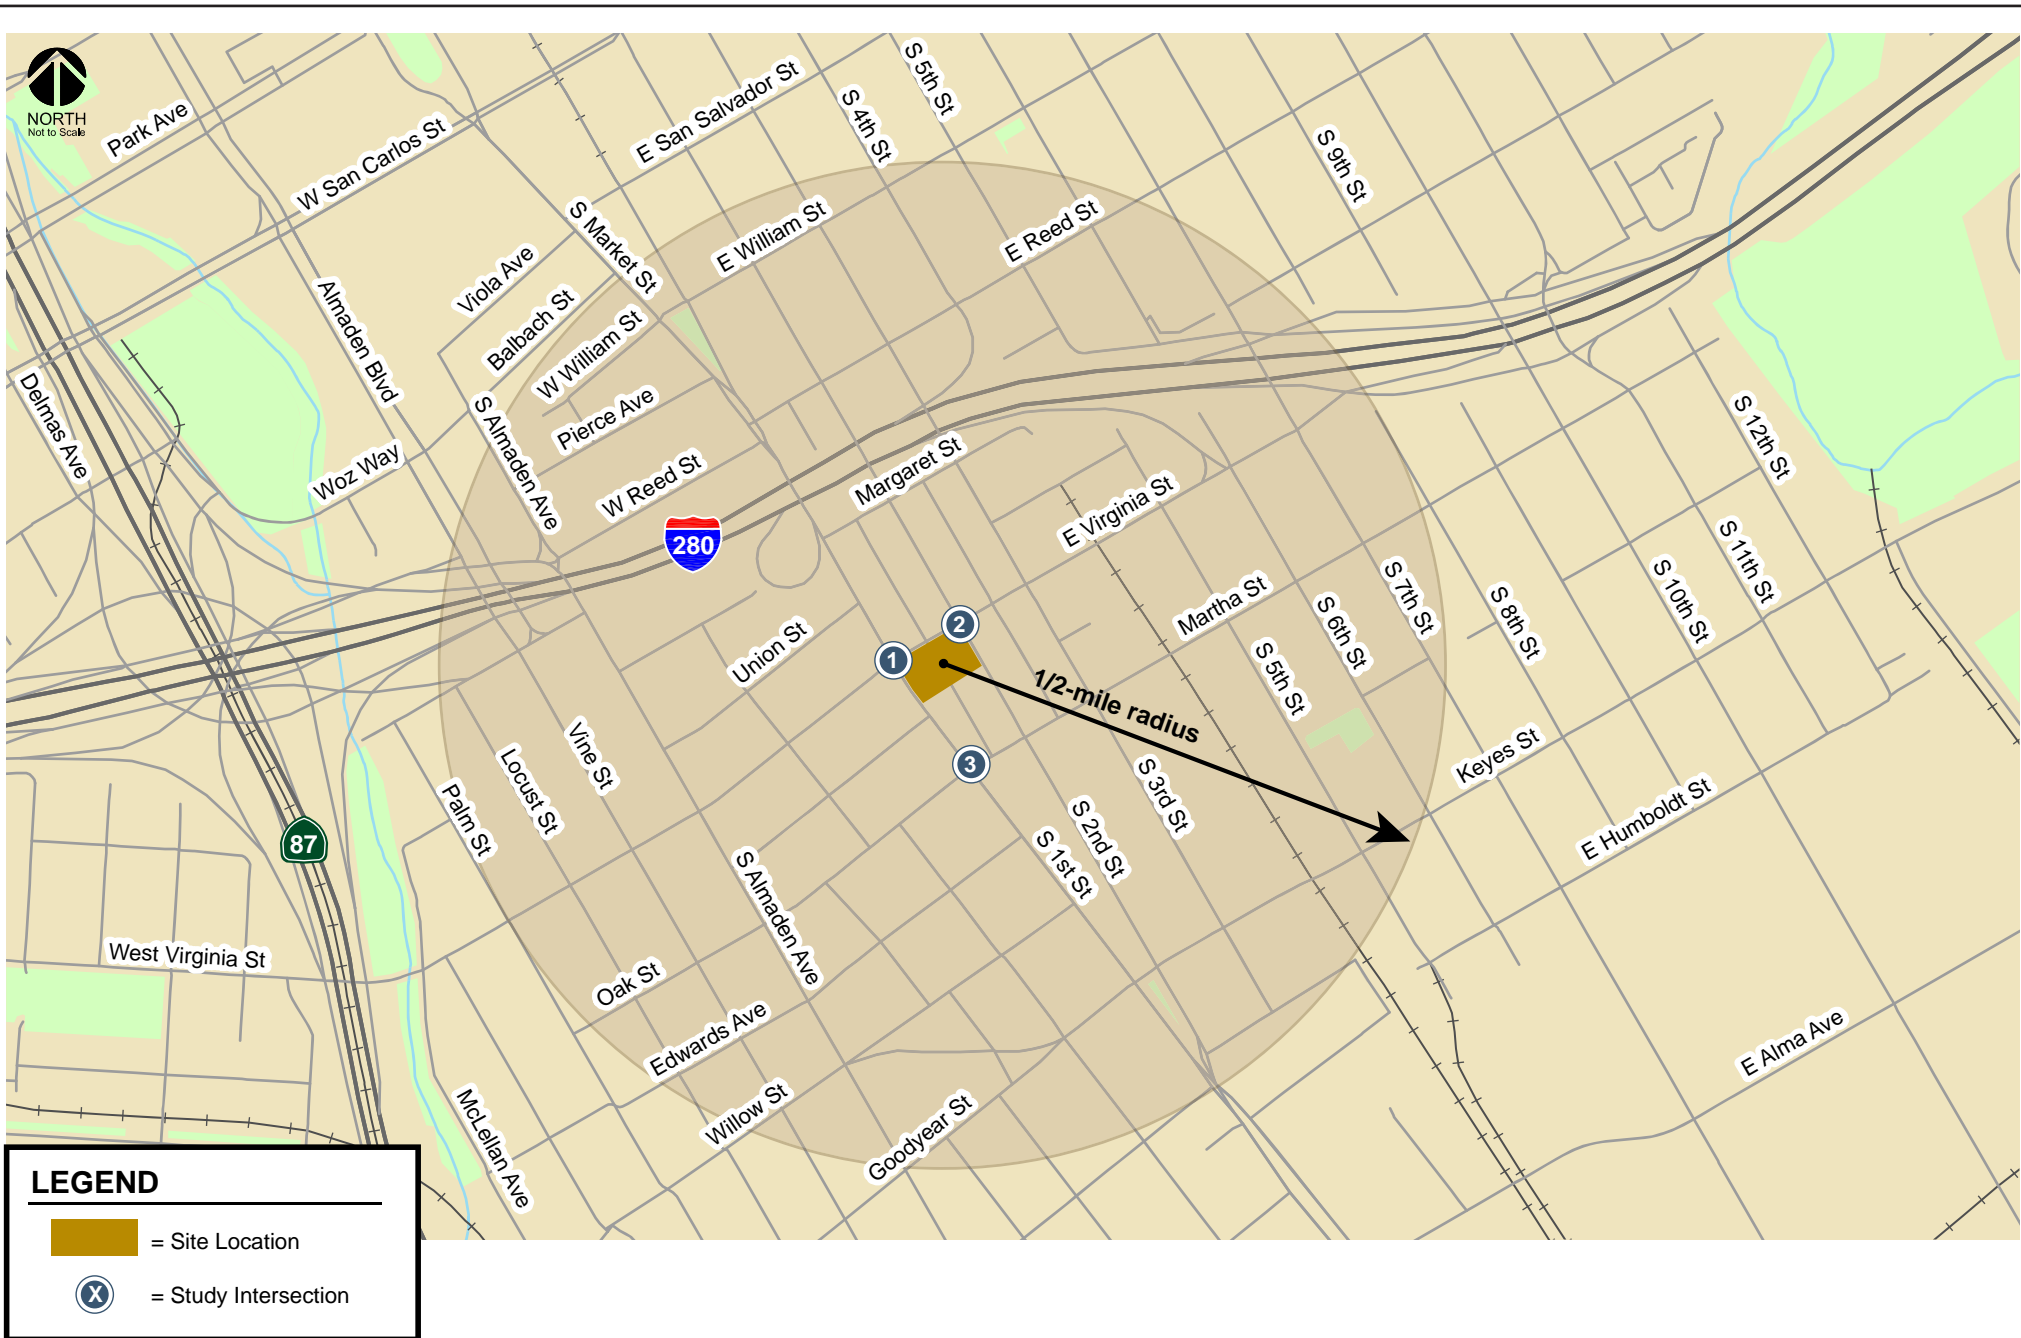 NORTH
Not to Scale
Park Ave
W San Carlos St
E San Salvador St
S 4th St
S 5th St
S 9th St
S Market St
E William St
E Reed St
Viola Ave
Balbach St
W William St
Pierce Ave
Almaden Blvd
Delmas Ave
Woz Way
S Almaden Ave
W Reed St
280
Margaret St
E Virginia St
S 12th St
S 11th St
S 10th St
Martha St
S 7th St
S 8th St
S 6th St
S 5th St
Union St
1
2
3
1/2-mile radius
Vine St
Locust St
Palm St
87
S 3rd St
S 2nd St
S 1st St
Keyes St
E Humboldt St
S Almaden Ave
West Virginia St
Oak St
Edwards Ave
Willow St
Goodyear St
McLellan Ave
E Alma Ave
LEGEND
= Site Location
X
= Study Intersection